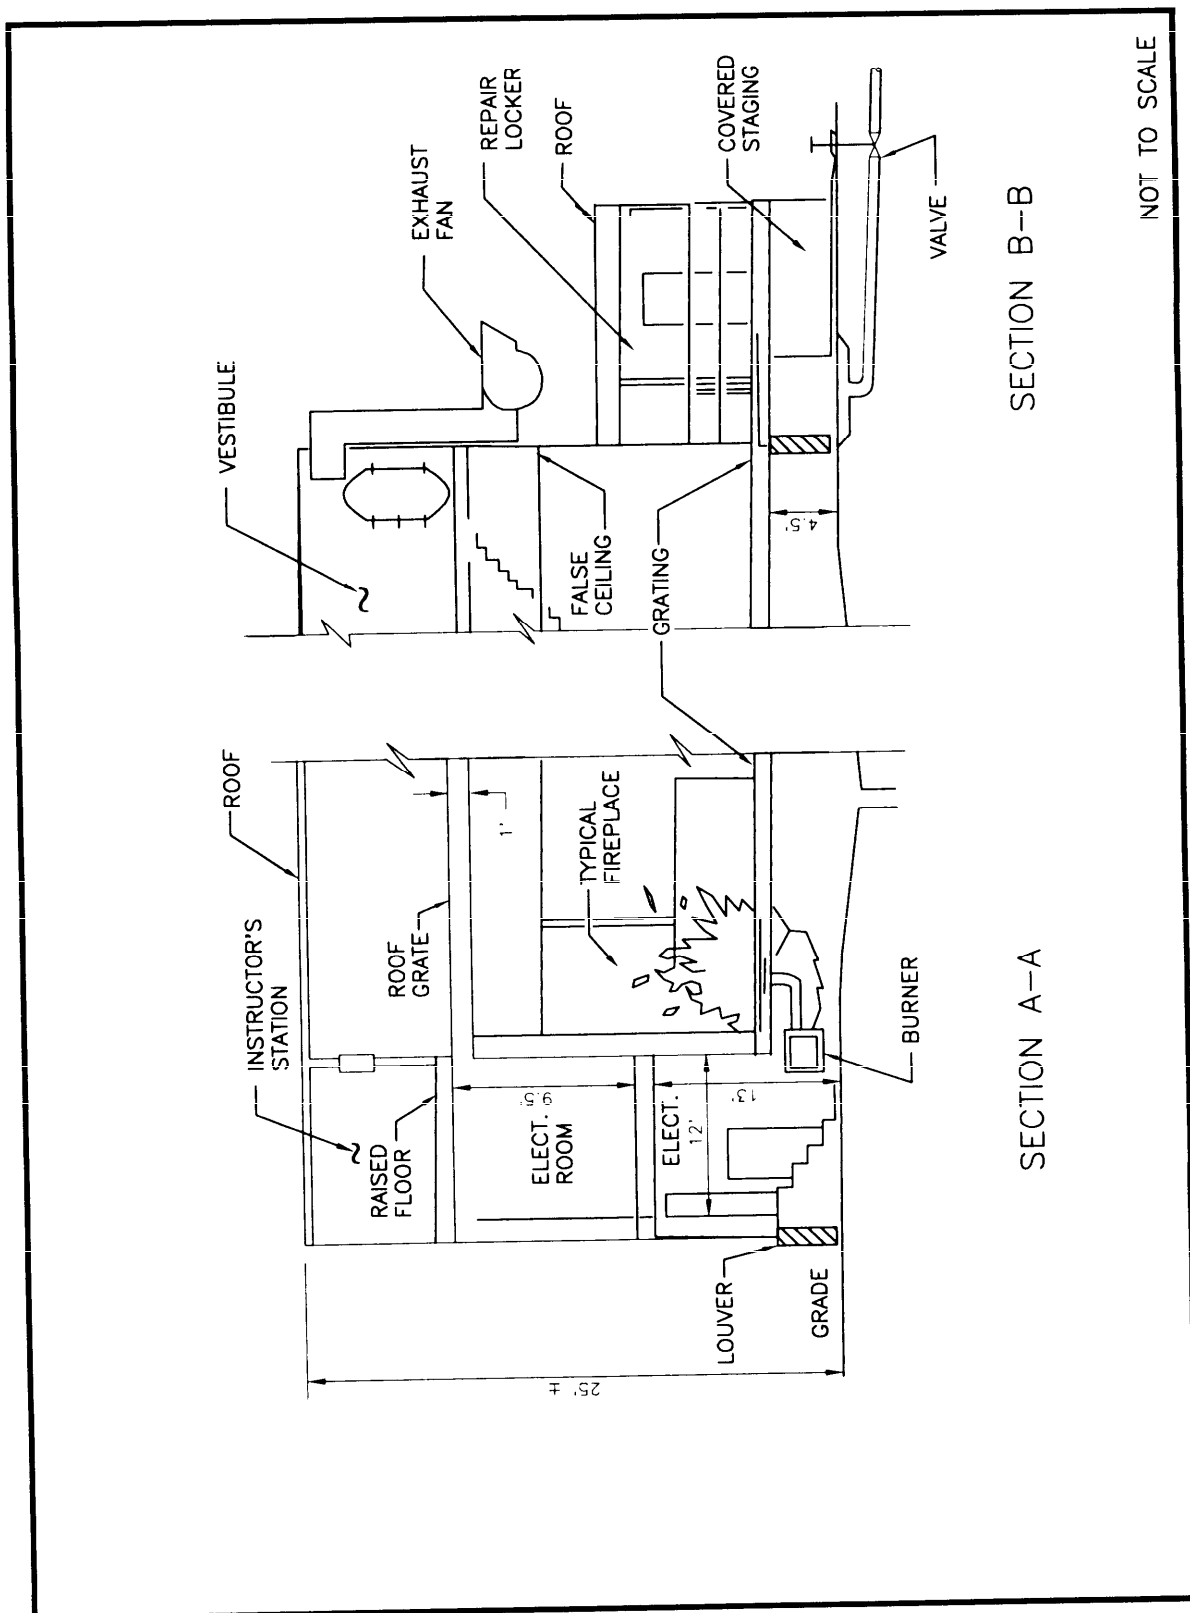 INSTRUCTOR'S
STATION
ROOF
VESTIBULE
EXHAUST
FAN
REPAIR
LOCKER
ROOF
COVERED
STAGING
RAISED
FLOOR
ROOF
GRATE
1'
9.5'
ELECT.
ROOM
TYPICAL
FIREPLACE
FALSE
CEILING
GRATING
25' ±
ELECT.
12'
13'
4.5'
LOUVER
GRADE
BURNER
VALVE
SECTION A-A
SECTION B-B
NOT TO SCALE